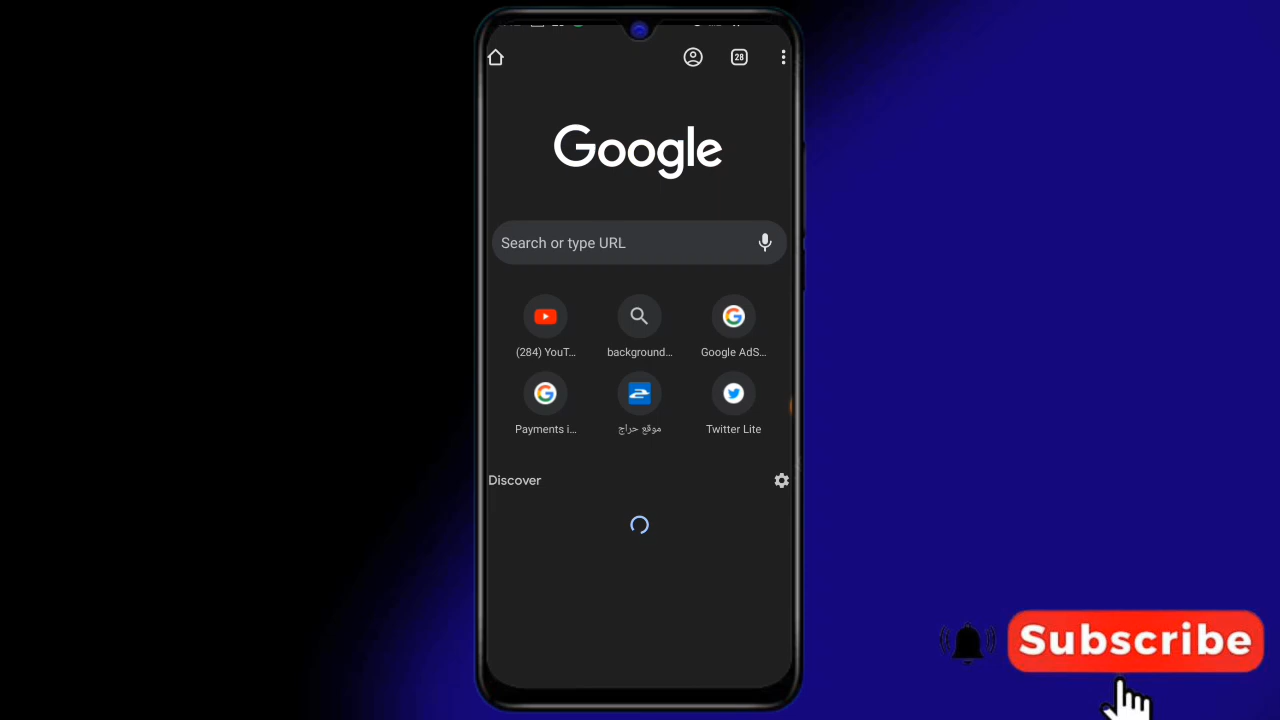 28
Google
Search or type URL
(284) YouT...
background...
Google AdS...
Payments i...
موقع حراج
Twitter Lite
Discover
Subscribe